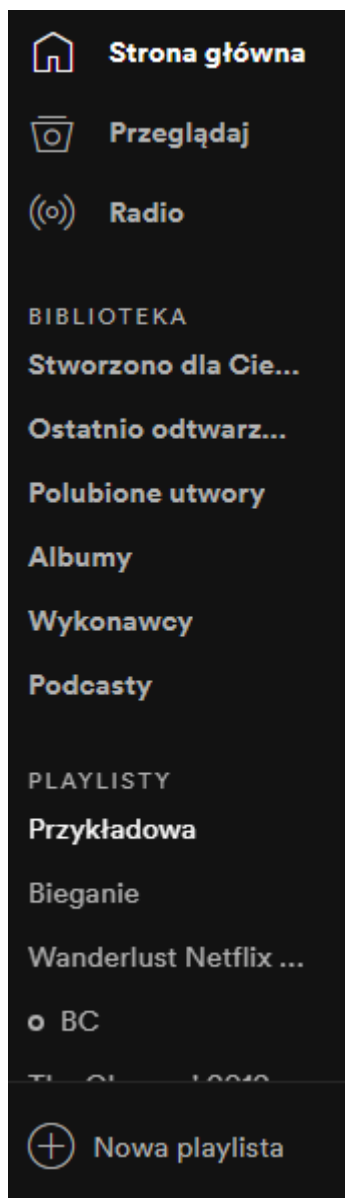 Strona główna
Przeglądaj
Radio
BIBLIOTEKA
Stworzono dla Cie...
Ostatnio odtwarz...
Polubione utwory
Albumy
Wykonawcy
Podcasty
PLAYLISTY
Przykładowa
Bieganie
Wanderlust Netflix ...
BC
Nowa playlista